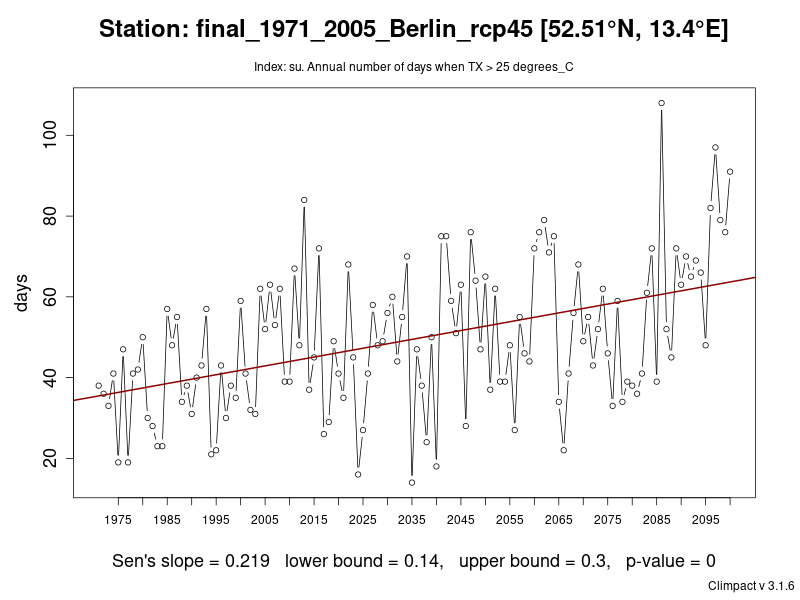 Station: final_1971_2005_Berlin_rcp45 [52.51°N, 13.4°E]
Index: su. Annual number of days when TX > 25 degrees_C
100
80
60
40
20
days
1975 1985 1995 2005 2015 2025 2035 2045 2055 2065 2075 2085 2095
Sen's slope = 0.219 lower bound = 0.14, upper bound = 0.3, p-value = 0
Climpact v 3.1.6